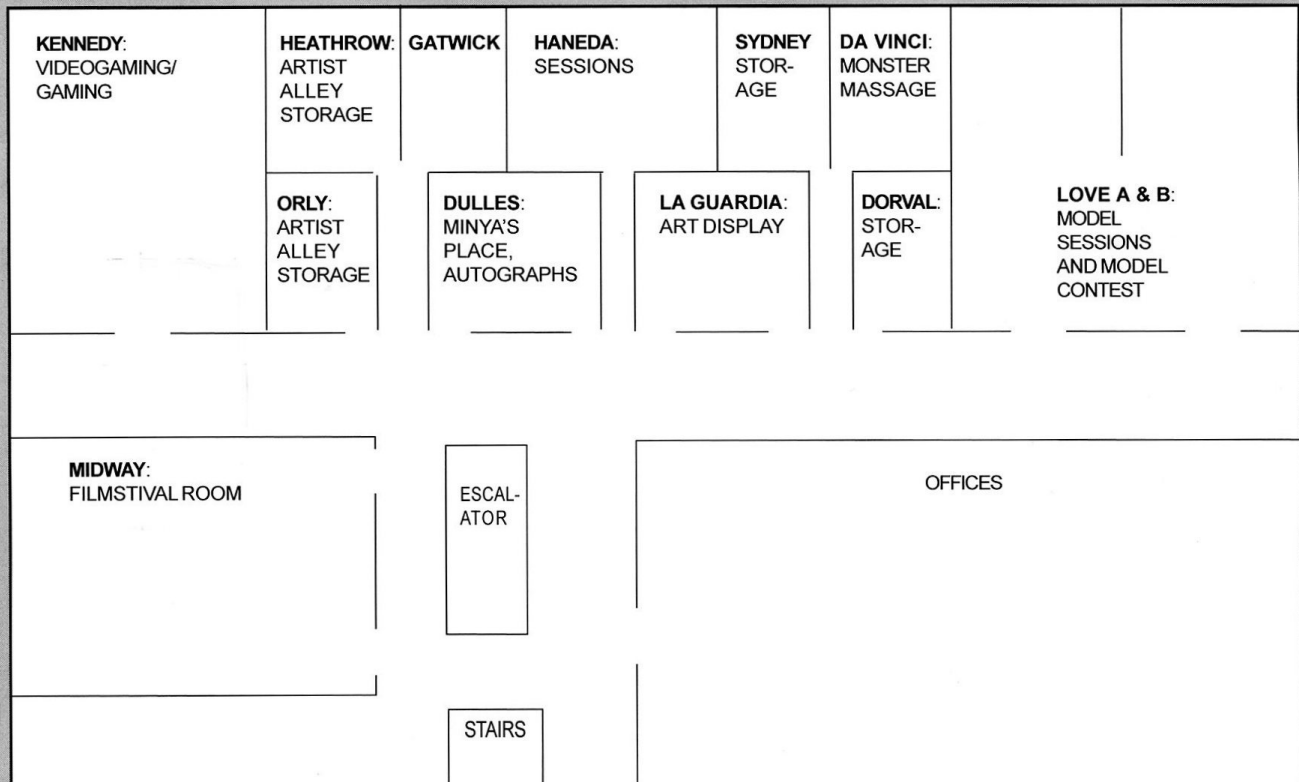 KENNEDY:
VIDEOGAMING/
GAMING
HEATHROW:
ARTIST
ALLEY
STORAGE
GATWICK
HANEDA:
SESSIONS
SYDNEY
STOR-
AGE
DA VINCI:
MONSTER
MASSAGE
ORLY:
ARTIST
ALLEY
STORAGE
DULLES:
MINYA'S
PLACE,
AUTOGRAPHS
LA GUARDIA:
ART DISPLAY
DORVAL:
STOR-
AGE
LOVE A & B:
MODEL
SESSIONS
AND MODEL
CONTEST
MIDWAY:
FILMSTIVAL ROOM
ESCAL-
ATOR
OFFICES
STAIRS